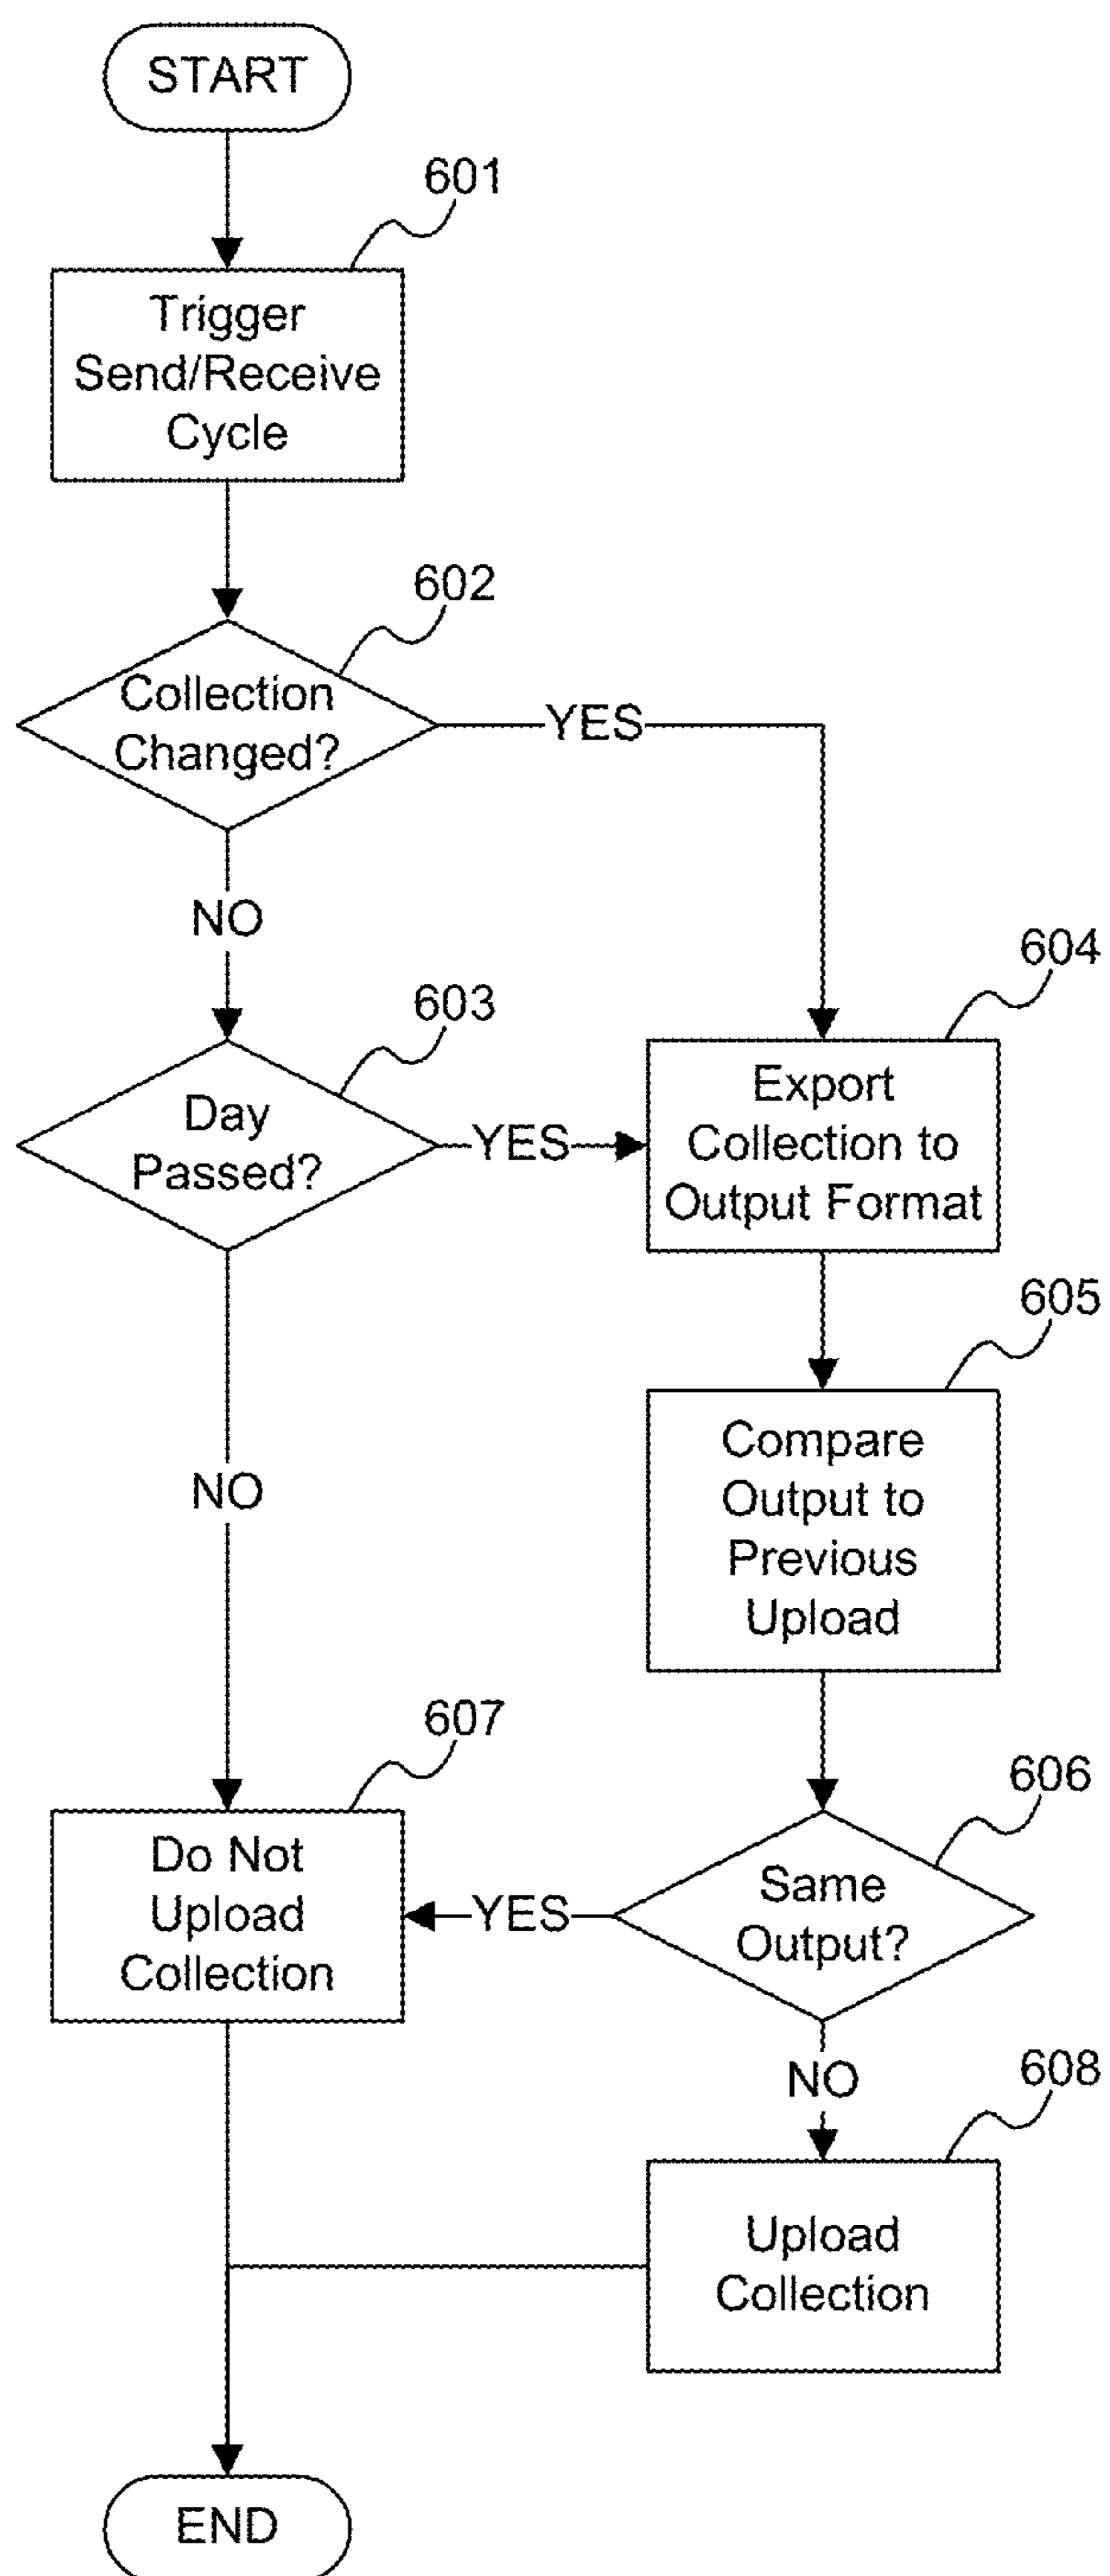 START
601
Trigger
Send/Receive
Cycle
602
Collection
Changed?
YES
NO
603
Day
Passed?
YES
604
Export
Collection to
Output Format
605
Compare
Output to
Previous
Upload
NO
607
Do Not
Upload
Collection
606
Same
Output?
YES
NO
608
Upload
Collection
END